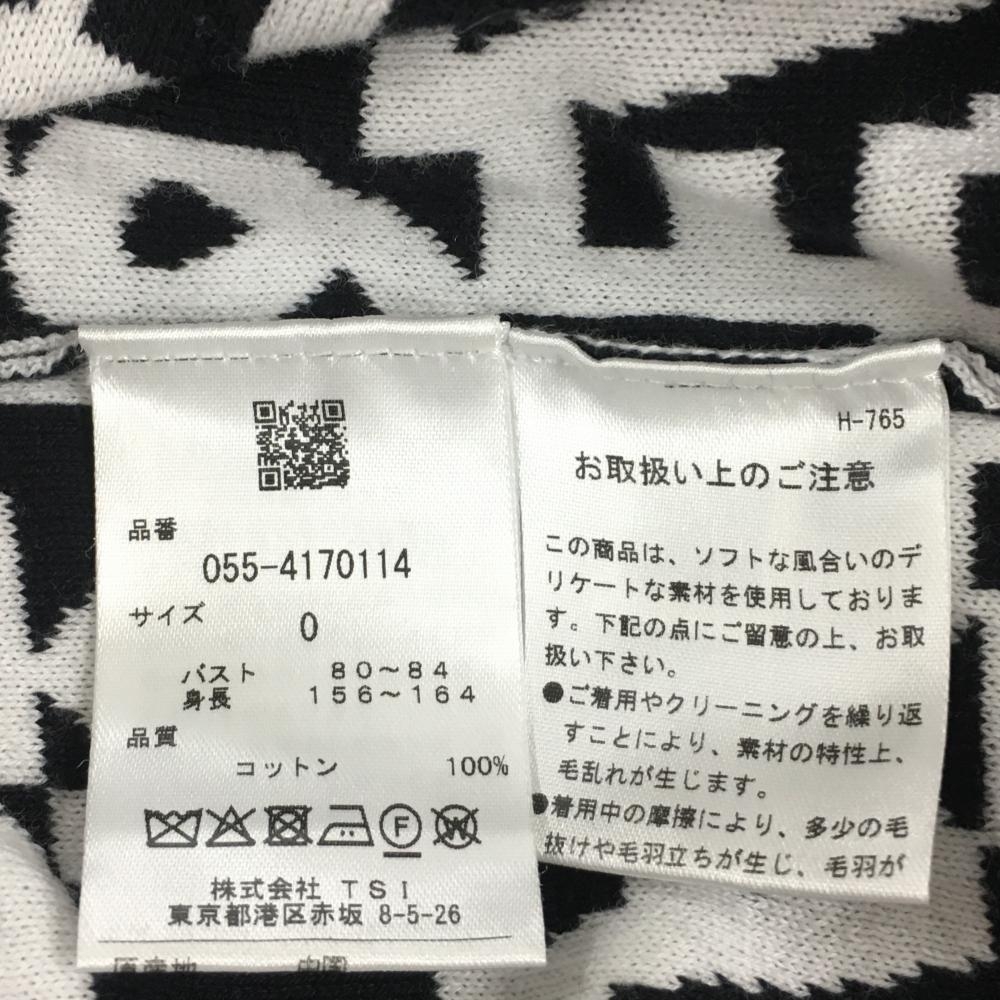 品番
055-4170114
サイズ
0
バスト 80～84
身長 156～164
品質
コットン 100%
F
W
株式会社 TSI
東京都港区赤坂 8-5-26
原産地 中国
H-765
お取扱い上のご注意
この商品は、ソフトな風合いのデ
リケートな素材を使用しておりま
す。下記の点にご留意の上、お取
扱い下さい。
●ご着用やクリーニングを繰り返
すことにより、素材の特性上、
毛乱れが生じます。
●着用中の摩擦により、多少の毛
抜けや毛羽立ちが生じ、毛羽が